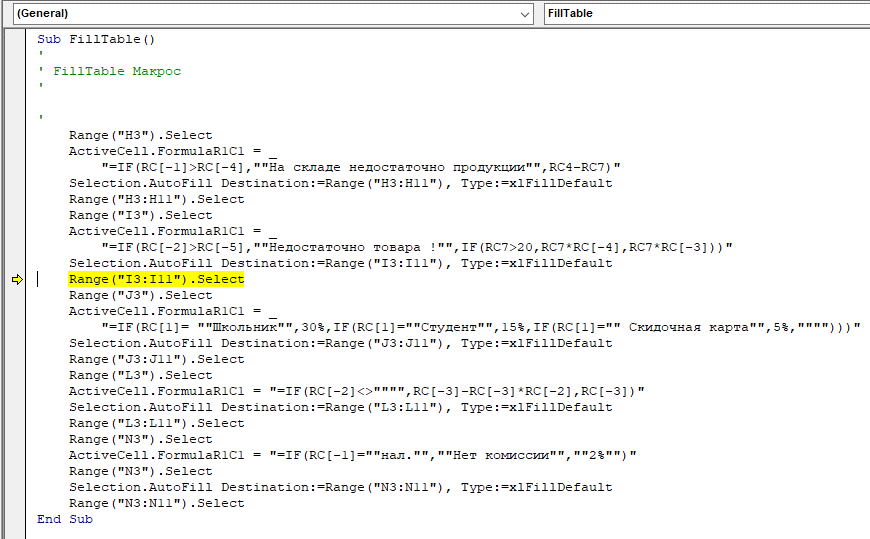 (General) FillTable
Sub FillTable()
'
' FillTable Макрос
'
'
    Range("H3").Select
    ActiveCell.FormulaR1C1 = _
        "=IF(RC[-1]>RC[-4],""На складе недостаточно продукции"",RC4-RC7)"
    Selection.AutoFill Destination:=Range("H3:H11"), Type:=xlFillDefault
    Range("H3:H11").Select
    Range("I3").Select
    ActiveCell.FormulaR1C1 = _
        "=IF(RC[-2]>RC[-5],""Недостаточно товара !"",IF(RC7>20,RC7*RC[-4],RC7*RC[-3]))"
    Selection.AutoFill Destination:=Range("I3:I11"), Type:=xlFillDefault
    Range("I3:I11").Select
    Range("J3").Select
    ActiveCell.FormulaR1C1 = _
        "=IF(RC[1]= ""Школьник"",30%,IF(RC[1]=""Студент"",15%,IF(RC[1]="" Скидочная карта"",5%,"""")))"
    Selection.AutoFill Destination:=Range("J3:J11"), Type:=xlFillDefault
    Range("J3:J11").Select
    Range("L3").Select
    ActiveCell.FormulaR1C1 = "=IF(RC[-2]<>"""",RC[-3]-RC[-3]*RC[-2],RC[-3])"
    Selection.AutoFill Destination:=Range("L3:L11"), Type:=xlFillDefault
    Range("L3:L11").Select
    Range("N3").Select
    ActiveCell.FormulaR1C1 = "=IF(RC[-1]=""нал."",""Нет комиссии"",""2%"")"
    Range("N3").Select
    Selection.AutoFill Destination:=Range("N3:N11"), Type:=xlFillDefault
    Range("N3:N11").Select
End Sub